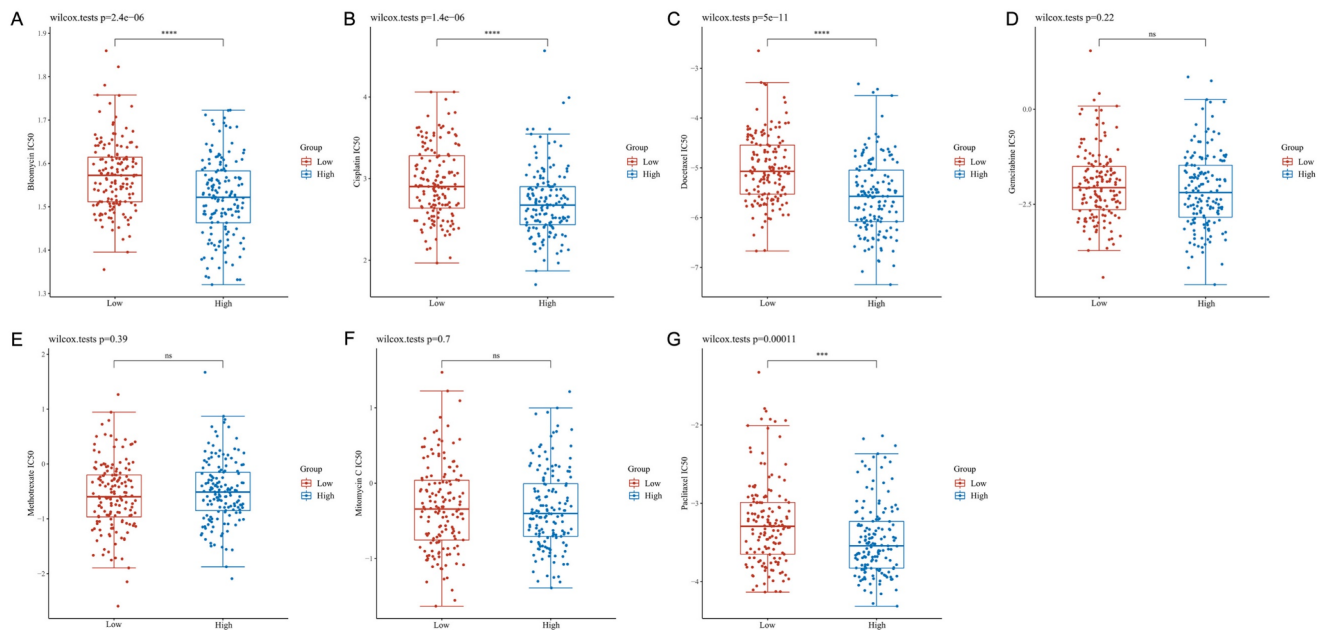 A
wilcox.tests p=2.4e−06
****
1.9
1.8
1.7
1.6
1.5
1.4
1.3
Bleomycin IC50
Low
High
Group
Low
High
B
wilcox.tests p=1.4e−06
****
4
3
2
Cisplatin IC50
Low
High
Group
Low
High
C
wilcox.tests p=5e−11
****
−3
−4
−5
−6
−7
Docetaxel IC50
Low
High
Group
Low
High
D
wilcox.tests p=0.22
ns
0.0
−2.5
Gemcitabine IC50
Low
High
Group
Low
High
E
wilcox.tests p=0.39
ns
2
1
0
−1
−2
Methotrexate IC50
Low
High
Group
Low
High
F
wilcox.tests p=0.7
ns
1
0
−1
Mitomycin C IC50
Low
High
Group
Low
High
G
wilcox.tests p=0.00011
***
−2
−3
−4
Paclitaxel IC50
Low
High
Group
Low
High